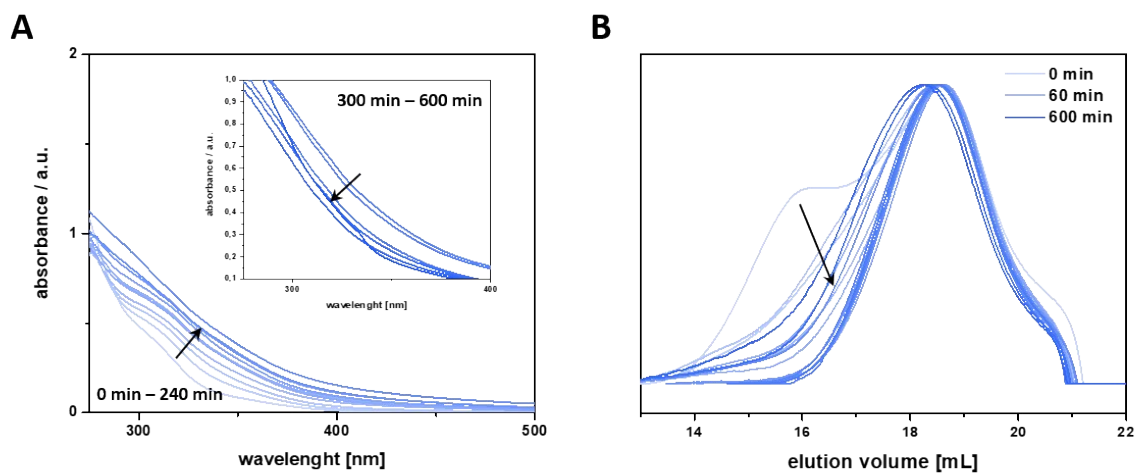 A
B
2
1
0
absorbance / a.u.
300
400
500
wavelenght [nm]
0 min – 240 min
300 min – 600 min
1,0
0,9
0,8
0,7
0,6
0,5
0,4
0,3
0,2
0,1
absorbance / a.u.
300
400
wavelenght [nm]
0 min
60 min
600 min
14
16
18
20
22
elution volume [mL]